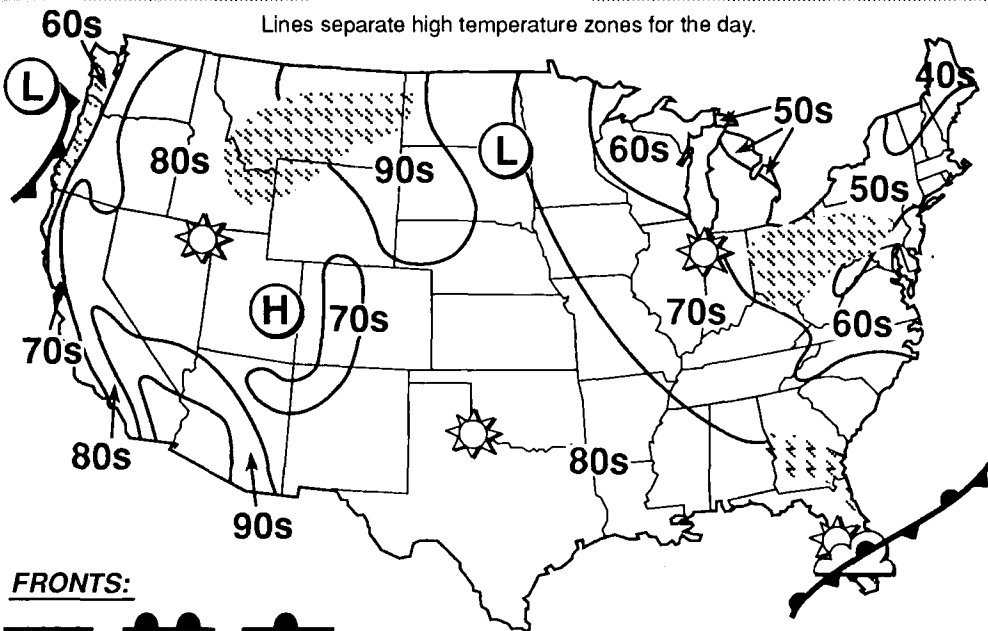 Lines separate high temperature zones for the day.
60s
L
40s
50s
80s
90s
L
60s
50s
H
70s
70s
60s
70s
80s
80s
90s
FRONTS: